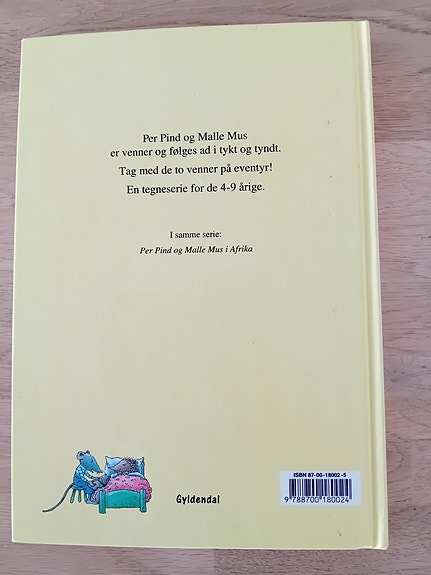 Per Pind og Malle Mus
er venner og følges ad i tykt og tyndt.
Tag med de to venner på eventyr!
En tegneserie for de 4-9 årige.
I samme serie:
Per Pind og Malle Mus i Afrika
Gyldendal
ISBN 87-00-18002-5
9 788700 180024